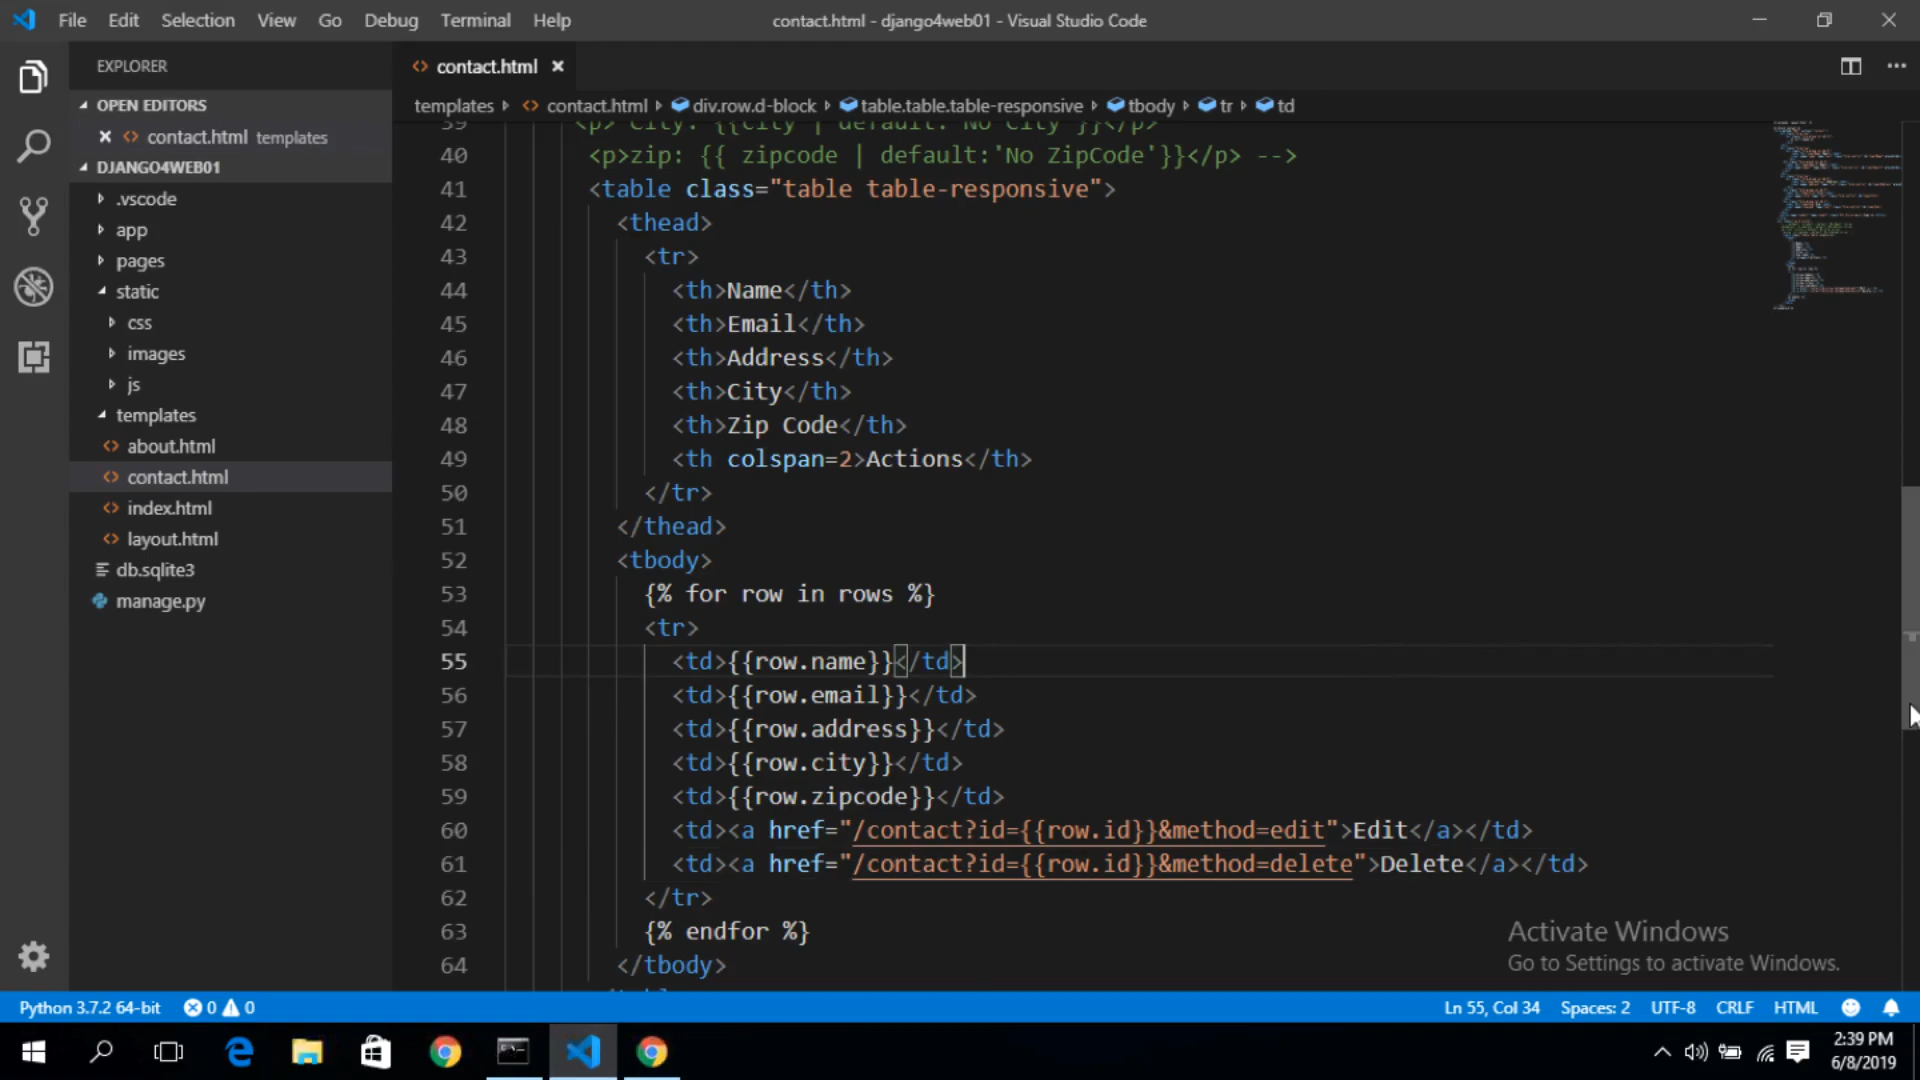 File Edit Selection View Go Debug Terminal Help
contact.html - django4web01 - Visual Studio Code
EXPLORER
OPEN EDITORS
contact.html templates
DJANGO4WEB01
.vscode
app
pages
static
css
images
js
templates
about.html
contact.html
index.html
layout.html
db.sqlite3
manage.py
contact.html
templates contact.html div.row.d-block table.table.table-responsive tbody tr td
39 <p> City: {{city | default:'No City'}}</p>
40 <p>zip: {{ zipcode | default:'No ZipCode'}}</p> -->
41 <table class="table table-responsive">
42 <thead>
43 <tr>
44 <th>Name</th>
45 <th>Email</th>
46 <th>Address</th>
47 <th>City</th>
48 <th>Zip Code</th>
49 <th colspan=2>Actions</th>
50 </tr>
51 </thead>
52 <tbody>
53 {% for row in rows %}
54 <tr>
55 <td>{{row.name}}</td>
56 <td>{{row.email}}</td>
57 <td>{{row.address}}</td>
58 <td>{{row.city}}</td>
59 <td>{{row.zipcode}}</td>
60 <td><a href="/contact?id={{row.id}}&method=edit">Edit</a></td>
61 <td><a href="/contact?id={{row.id}}&method=delete">Delete</a></td>
62 </tr>
63 {% endfor %}
64 </tbody>
Activate Windows
Go to Settings to activate Windows.
Python 3.7.2 64-bit 0 0
Ln 55, Col 34 Spaces: 2 UTF-8 CRLF HTML
2:39 PM
6/8/2019